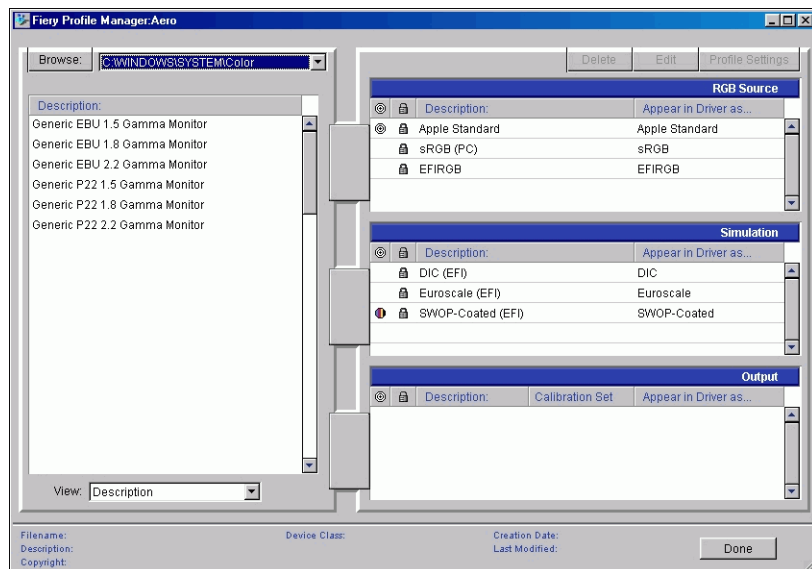 Fiery Profile Manager:Aero
Browse: C:\WINDOWS\SYSTEM\Color
Description:
Generic EBU 1.5 Gamma Monitor
Generic EBU 1.8 Gamma Monitor
Generic EBU 2.2 Gamma Monitor
Generic P22 1.5 Gamma Monitor
Generic P22 1.8 Gamma Monitor
Generic P22 2.2 Gamma Monitor
View: Description
Delete Edit Profile Settings
RGB Source
Description: Appear in Driver as...
Apple Standard Apple Standard
sRGB (PC) sRGB
EFIRGB EFIRGB
Simulation
Description: Appear in Driver as...
DIC (EFI) DIC
Euroscale (EFI) Euroscale
SWOP-Coated (EFI) SWOP-Coated
Output
Description: Calibration Set Appear in Driver as...
Filename: Device Class: Creation Date:
Description: Last Modified:
Copyright:
Done